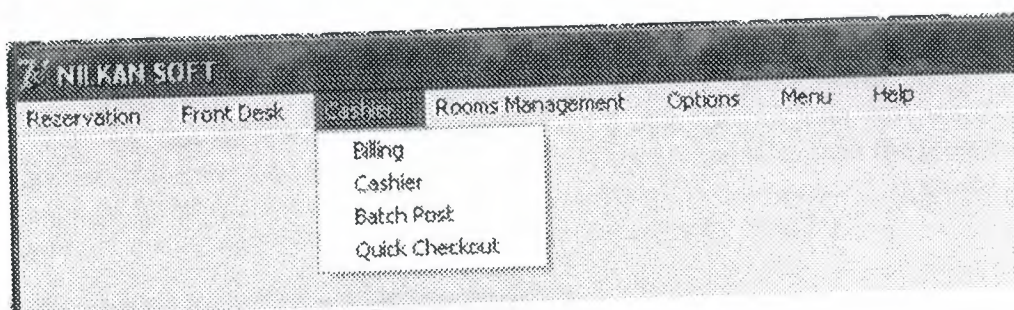 NILKAN SOFT
Reservation Front Desk Cashier Rooms Management Options Menu Help
Billing
Cashier
Batch Post
Quick Checkout